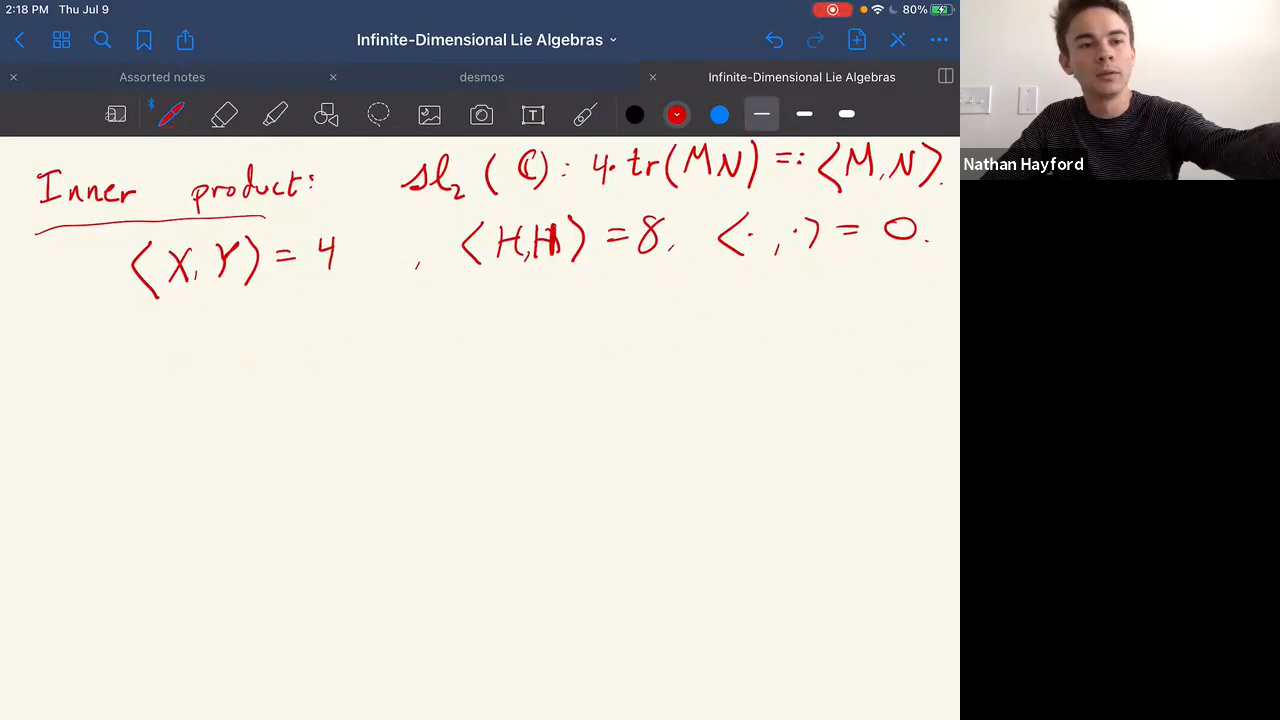 2:18 PM Thu Jul 9 80%
Infinite-Dimensional Lie Algebras
Assorted notes desmos Infinite-Dimensional Lie Algebras
Nathan Hayford
Inner product: sl₂(ℂ): 4·tr(MN) =: ⟨M,N⟩.
⟨X,Y⟩ = 4, ⟨H,H⟩ = 8, ⟨·,·⟩ = 0.